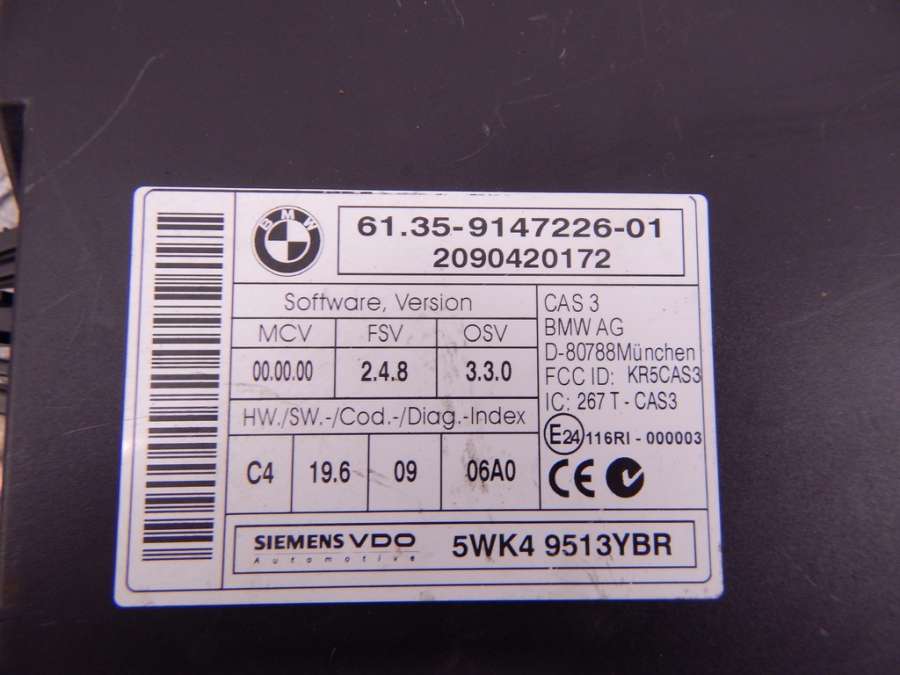 BMW
61.35-9147226-01
2090420172
Software, Version
MCV FSV OSV
00.00.00 2.4.8 3.3.0
HW./SW.-/Cod.-/Diag.-Index
C4 19.6 09 06A0
CAS 3
BMW AG
D-80788München
FCC ID: KR5CAS3
IC: 267 T - CAS3
E24 116RI - 000003
CE
SIEMENS VDO
Automotive
5WK4 9513YBR